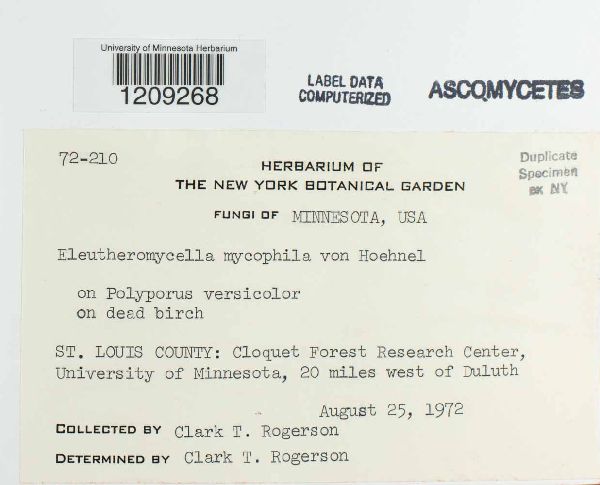 University of Minnesota Herbarium
1209268
LABEL DATA
COMPUTERIZED
ASCOMYCETES
72-210
HERBARIUM OF
THE NEW YORK BOTANICAL GARDEN
Duplicate
Specimen
BK NY
FUNGI OF MINNESOTA, USA
Eleutheromycella mycophila von Hoehnel
on Polyporus versicolor
on dead birch
ST. LOUIS COUNTY: Cloquet Forest Research Center,
University of Minnesota, 20 miles west of Duluth
August 25, 1972
COLLECTED BY Clark T. Rogerson
DETERMINED BY Clark T. Rogerson